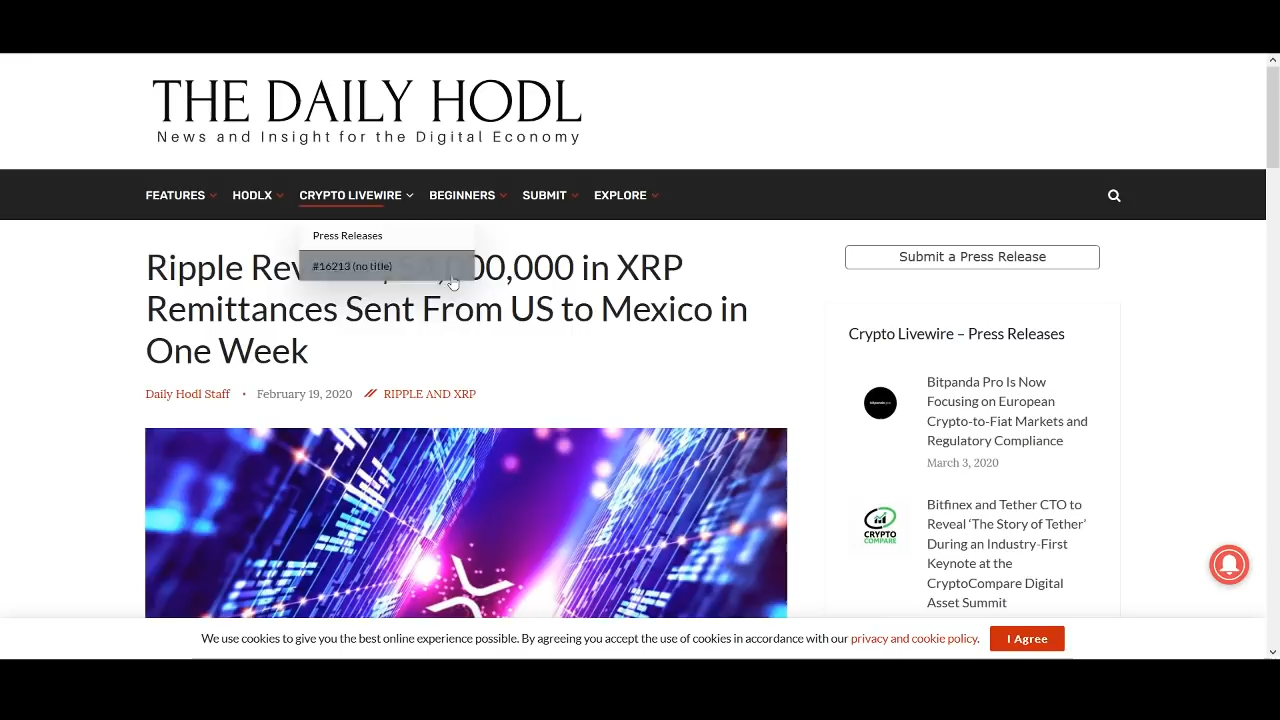 THE DAILY HODL
News and Insight for the Digital Economy
FEATURES HODLX CRYPTO LIVEWIRE BEGINNERS SUBMIT EXPLORE
Press Releases
#16213 (no title)
Ripple Rev 00,000 in XRP
Remittances Sent From US to Mexico in
One Week
Daily Hodl Staff • February 19, 2020 RIPPLE AND XRP
Submit a Press Release
Crypto Livewire – Press Releases
Bitpanda Pro Is Now
Focusing on European
Crypto-to-Fiat Markets and
Regulatory Compliance
March 3, 2020
CRYPTO
COMPARE
Bitfinex and Tether CTO to
Reveal ‘The Story of Tether’
During an Industry-First
Keynote at the
CryptoCompare Digital
Asset Summit
We use cookies to give you the best online experience possible. By agreeing you accept the use of cookies in accordance with our privacy and cookie policy.
I Agree